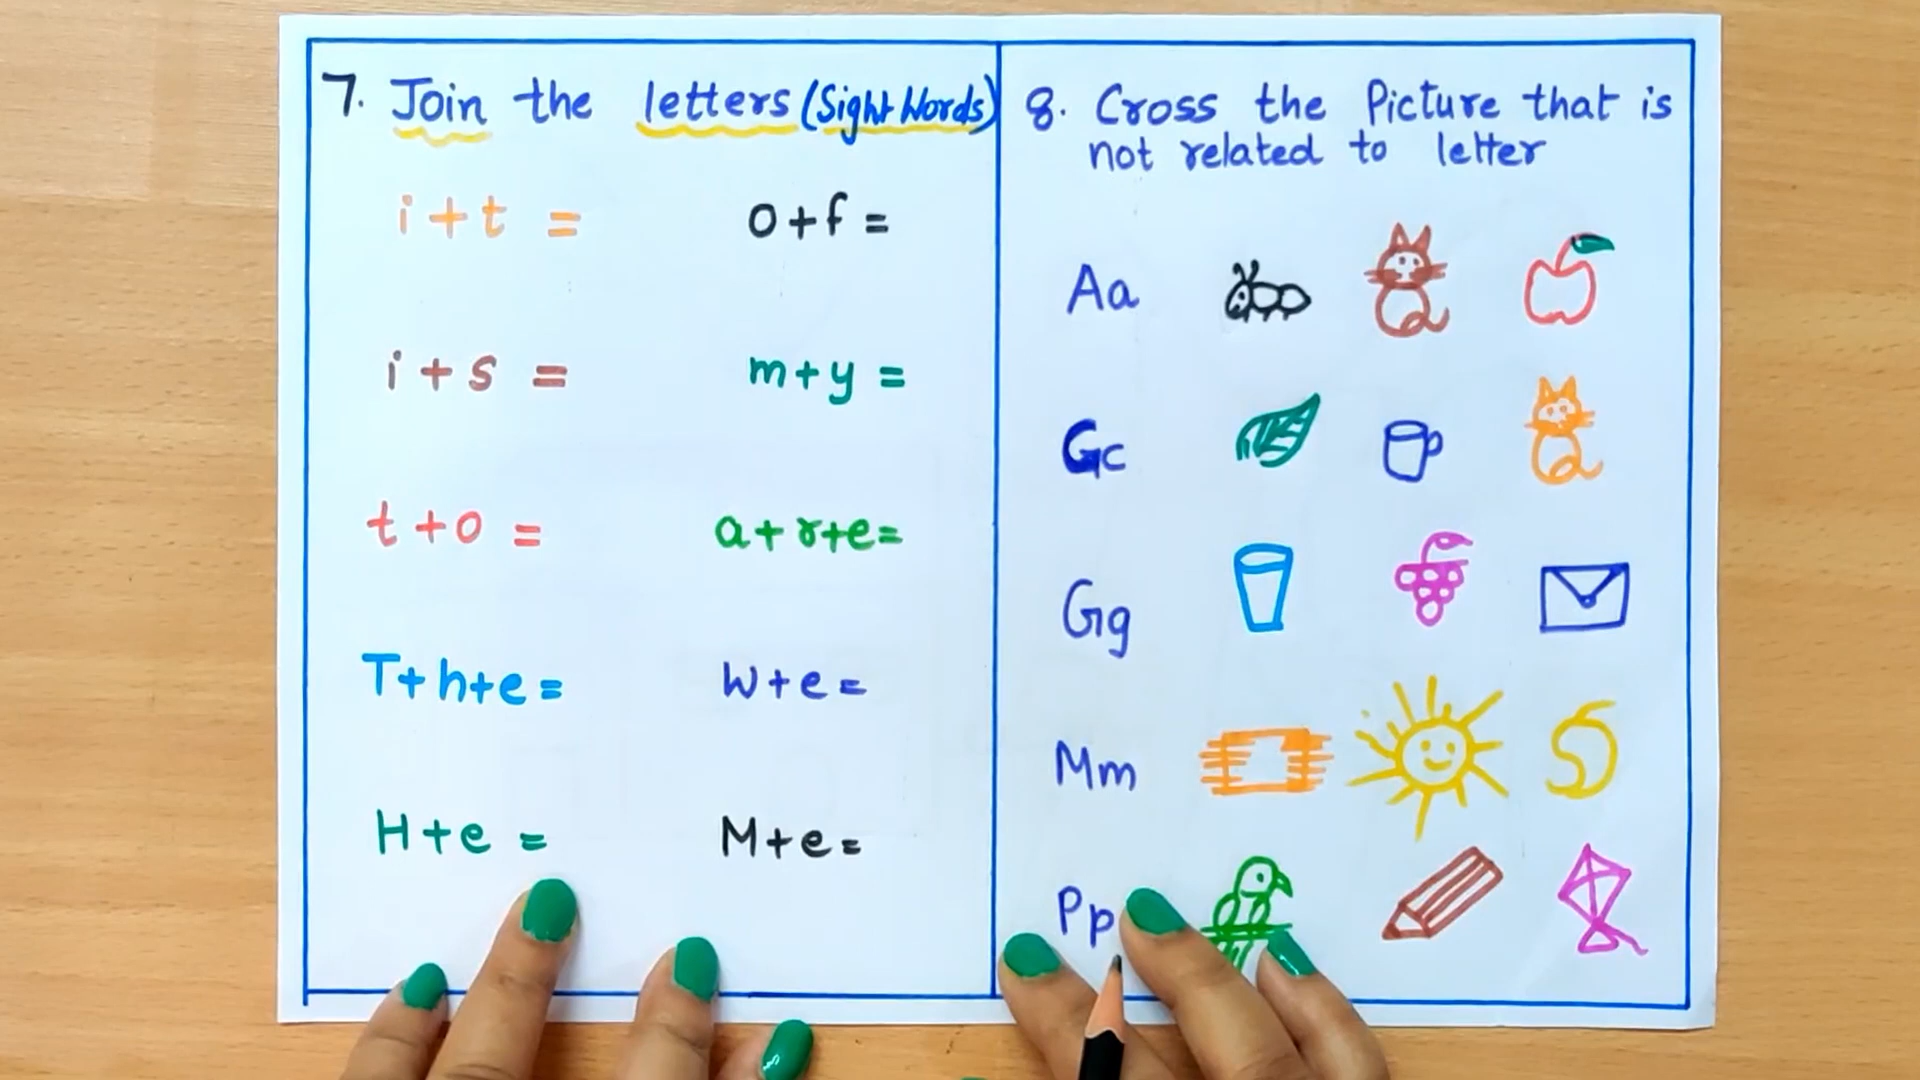 7. Join the letters (Sight Words)
i + t =
o + f =
i + s =
m + y =
t + o =
a + r + e =
T + h + e =
W + e =
H + e =
M + e =
8. Cross the Picture that is
not related to letter
Aa
Cc
Gg
Mm
Pp